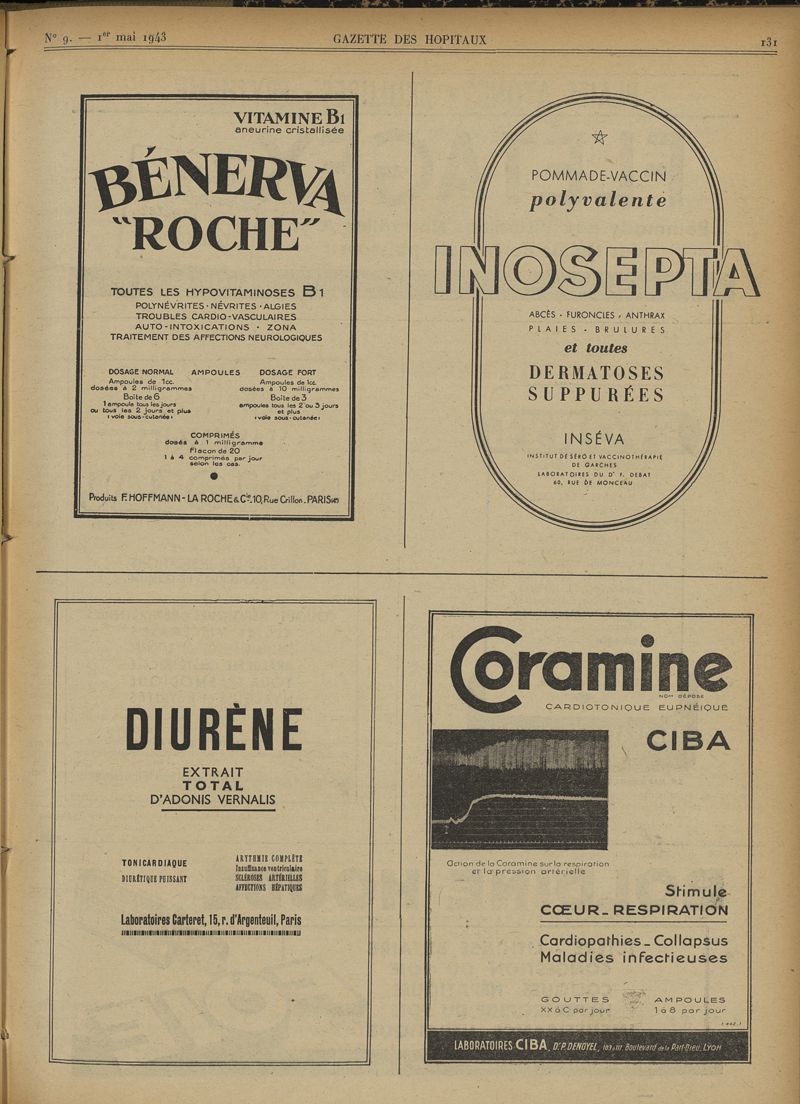 N° 9. — 1er mai 1943
GAZETTE DES HOPITAUX
131
VITAMINE B1
aneurine cristallisée
BÉNERVA
"ROCHE"
TOUTES LES HYPOVITAMINOSES B1
POLYNÉVRITES · NÉVRITES · ALGIES
TROUBLES CARDIO-VASCULAIRES
AUTO-INTOXICATIONS · ZONA
TRAITEMENT DES AFFECTIONS NEUROLOGIQUES
DOSAGE NORMAL AMPOULES DOSAGE FORT
Ampoules de 1cc.
dosées à 2 milligrammes
Boîte de 6
1 ampoule tous les jours
ou tous les 2 jours et plus
(voie sous-cutanée)
Ampoules de 1cc.
dosées à 10 milligrammes
Boîte de 3
ampoules tous les 2 ou 3 jours
et plus
(voie sous-cutanée)
COMPRIMÉS
dosés à 1 milligramme
Flacon de 20
1 à 4 comprimés par jour
selon les cas.
Produits F. HOFFMANN - LA ROCHE & Cie. 10, Rue Crillon. PARIS
POMMADE-VACCIN
polyvalente
INOSEPTA
ABCÈS · FURONCLES, ANTHRAX
PLAIES · BRULURES
et toutes
DERMATOSES
SUPPURÉES
INSÉVA
INSTITUT DE SÉRO ET VACCINOTHÉRAPIE
DE GARCHES
LABORATOIRES DU Dr F. DEBAT
60, RUE DE MONCEAU
DIURÈNE
EXTRAIT
TOTAL
D'ADONIS VERNALIS
TONICARDIAQUE
DIURÉTIQUE PUISSANT
ARYTHMIE COMPLÈTE
Insuffisance ventriculaire
SCLÉROSES ARTÉRIELLES
AFFECTIONS HÉPATIQUES
Laboratoires Carteret, 15, r. d'Argenteuil, Paris
Coramine
NOM DÉPOSÉ
CARDIOTONIQUE EUPNÉIQUE
CIBA
Action de la Coramine sur la respiration
et la pression artérielle
Stimule
CŒUR_RESPIRATION
Cardiopathies_Collapsus
Maladies infectieuses
GOUTTES
XX à C par jour
AMPOULES
1 à 8 par jour
LABORATOIRES CIBA, Dr. P. DENOYEL, 103 à 117 Boulevard de la Part-Dieu, LYON